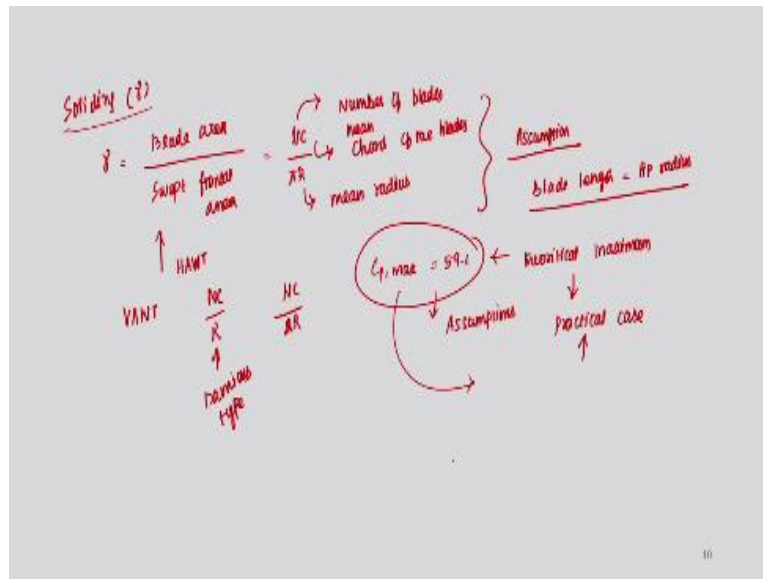 Solidity (γ)
γ = Blade area / Swept frontal area = NC / πR
→ Number of blades
mean
↳ Chord of the blades
↳ mean radius
Assumption
Blade length = tip radius
↑ HAWT
VAWT NC / R NC / 2R
↑
Darrieus type
Cp, max = 59.
← Theoretical maximum
↓ Assumptions
↓
Practical case
↑
10